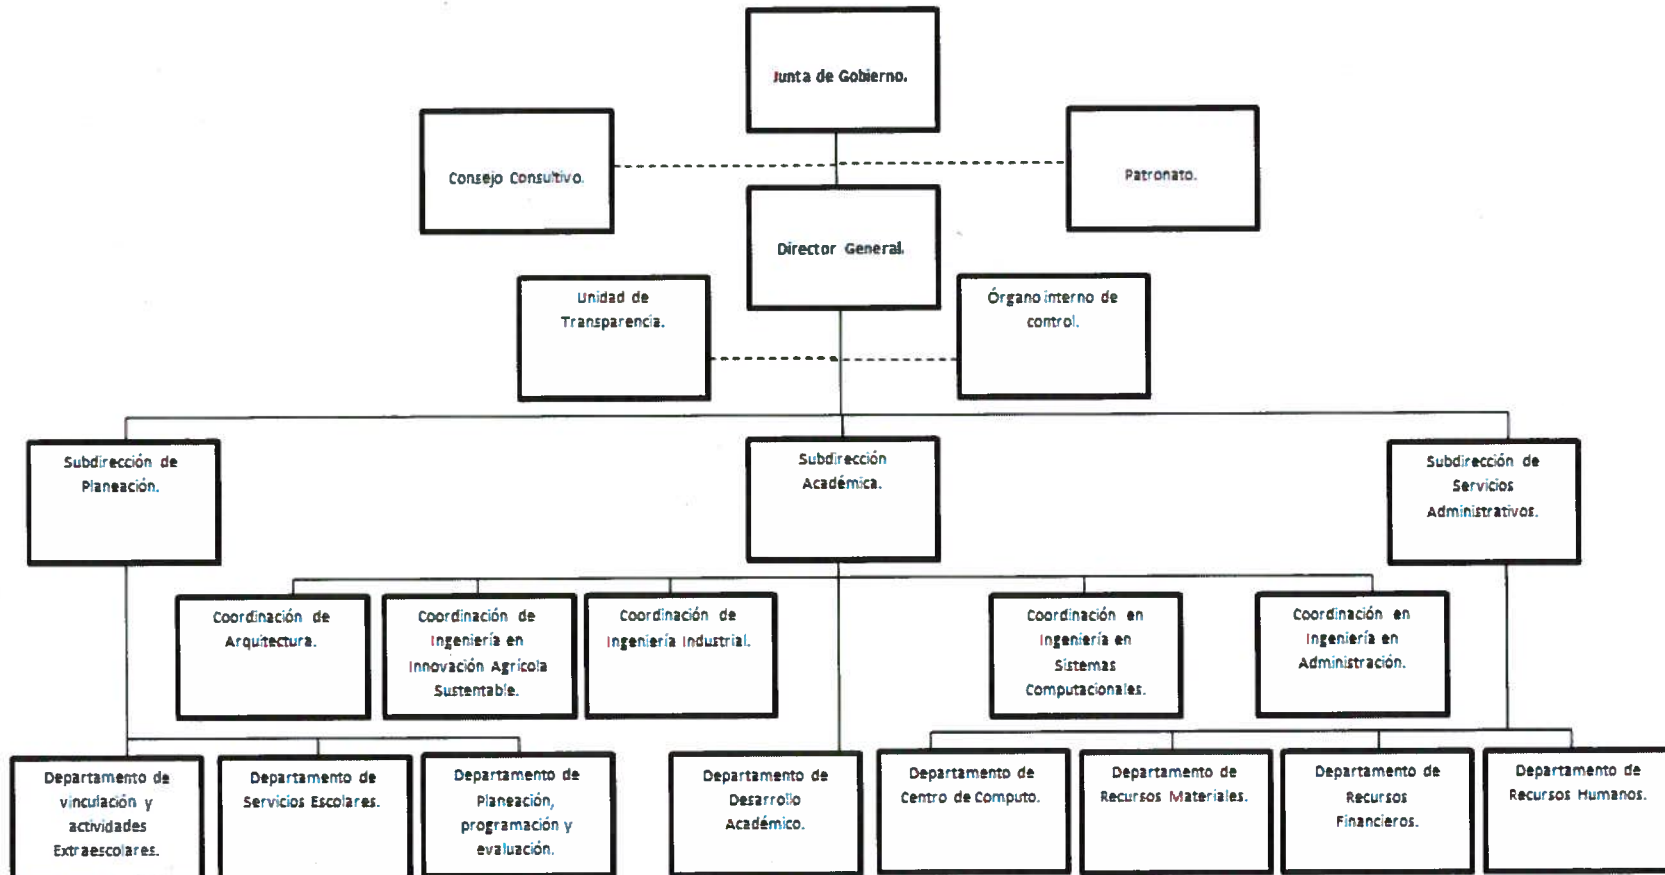 Junta de Gobierno.
Consejo Consultivo.
Patronato.
Director General.
Unidad de
Transparencia.
Órgano interno de
control.
Subdirección de
Planeación.
Subdirección
Académica.
Subdirección de
Servicios
Administrativos.
Coordinación de
Arquitectura.
Coordinación de
Ingeniería en
Innovación Agrícola
Sustentable.
Coordinación de
Ingeniería Industrial.
Coordinación en
Ingeniería en
Sistemas
Computacionales.
Coordinación en
Ingeniería en
Administración.
Departamento de
vinculación y
actividades
Extraescolares.
Departamento de
Servicios Escolares.
Departamento de
Planeación,
programación y
evaluación.
Departamento de
Desarrollo
Académico.
Departamento de
Centro de Computo.
Departamento de
Recursos Materiales.
Departamento de
Recursos
Financieros.
Departamento de
Recursos Humanos.